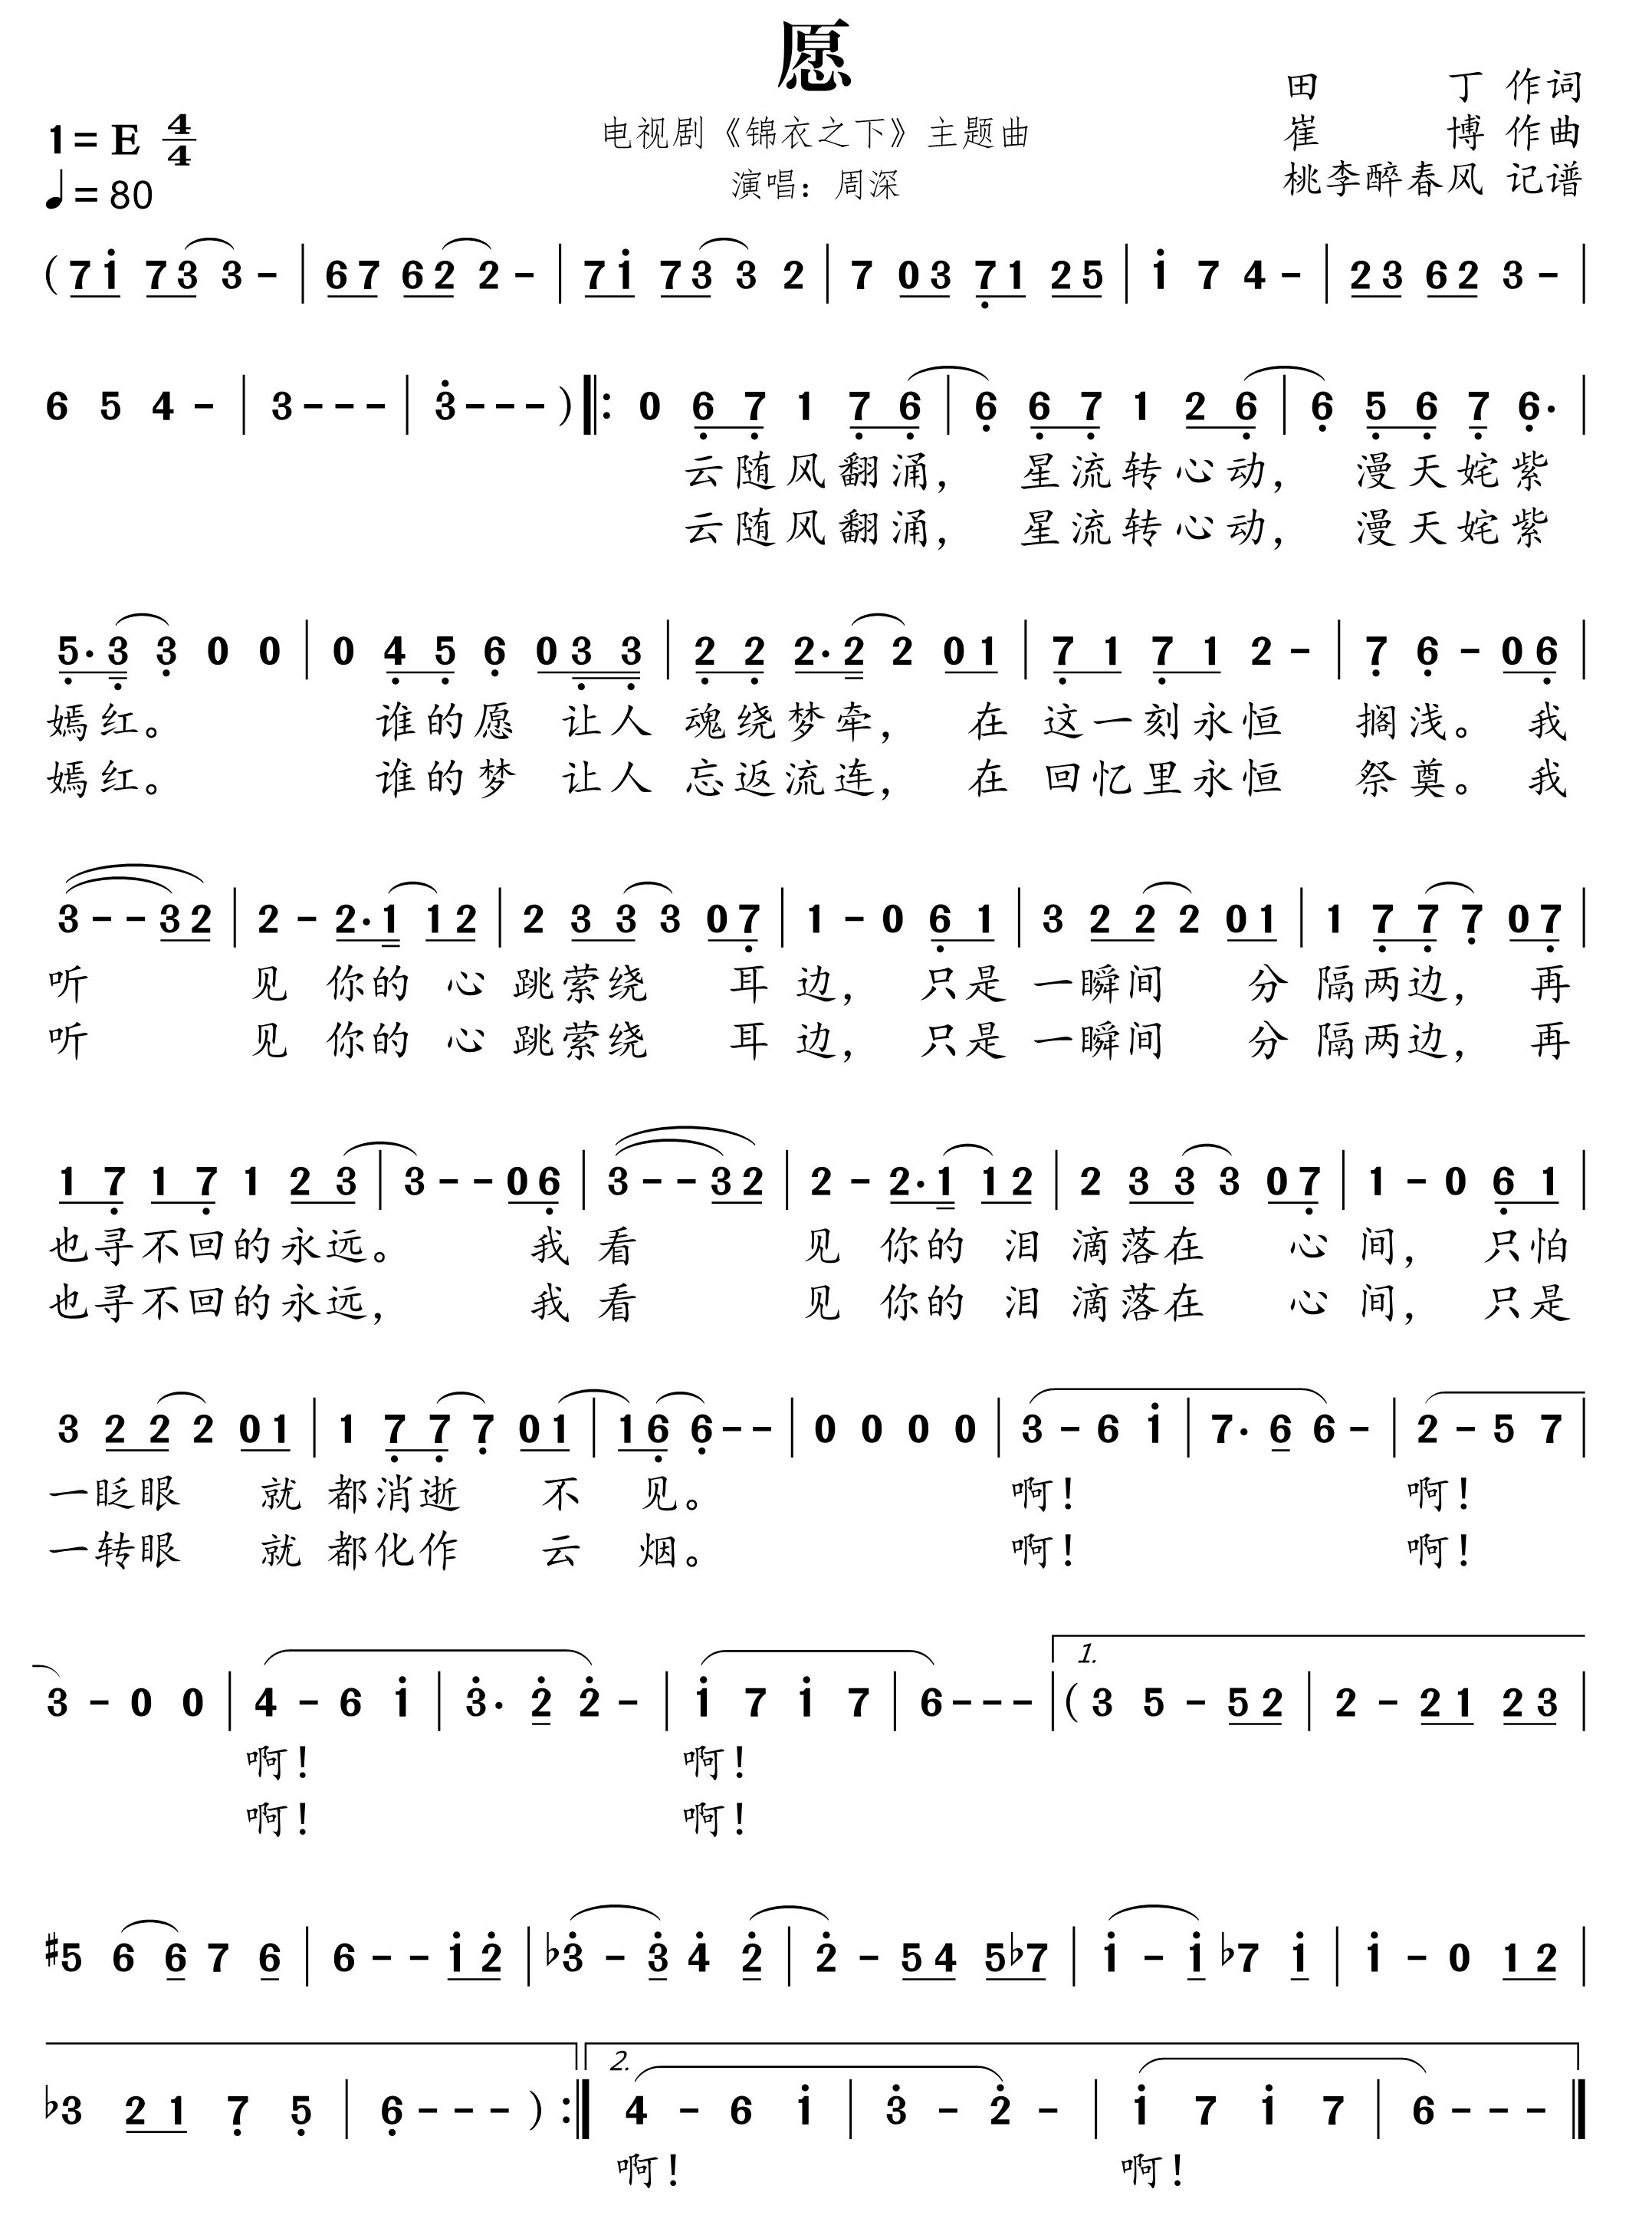 愿
田 丁 作词
1=E 4/4
电视剧《锦衣之下》主题曲
崔 博 作曲
♩=80
演唱：周深
桃李醉春风 记谱
( 7 1̇ 7 3 3 - | 6 7 6 2 2 - | 7 1̇ 7 3 3 2 | 7 0 3 7̣ 1 2 5 | 1̇ 7 4 - | 2 3 6 2 3 - |
6 5 4 - | 3 - - - | 3̇ - - - ) ‖: 0 6̣ 7̣ 1 7̣ 6̣ | 6̣ 6̣ 7̣ 1 2 6̣ | 6̣ 5̣ 6̣ 7̣ 6̣· |
云随风翻涌， 星流转心动， 漫天姹紫
云随风翻涌， 星流转心动， 漫天姹紫
5̣· 3̣ 3̣ 0 0 | 0 4̣ 5̣ 6̣ 0 3̣ 3̣ | 2̣ 2̣ 2· 2 2 0 1 | 7̣ 1 7̣ 1 2 - | 7̣ 6̣ - 0 6̣ |
嫣红。 谁的愿 让人 魂绕梦牵， 在 这一刻永恒 搁浅。 我
嫣红。 谁的梦 让人 忘返流连， 在 回忆里永恒 祭奠。 我
3 - - 3 2 | 2 - 2· 1 1 2 | 2 3 3 3 0 7̣ | 1 - 0 6̣ 1 | 3 2 2 2 0 1 | 1 7̣ 7̣ 7̣ 0 7̣ |
听 见 你的 心 跳萦绕 耳 边， 只是 一瞬间 分 隔两边， 再
听 见 你的 心 跳萦绕 耳 边， 只是 一瞬间 分 隔两边， 再
1 7̣ 1 7̣ 1 2 3 | 3 - - 0 6̣ | 3 - - 3 2 | 2 - 2· 1 1 2 | 2 3 3 3 0 7̣ | 1 - 0 6̣ 1 |
也寻不回的永远。 我 看 见 你的 泪 滴落在 心 间， 只怕
也寻不回的永远， 我 看 见 你的 泪 滴落在 心 间， 只是
3 2 2 2 0 1 | 1 7̣ 7̣ 7̣ 0 1 | 1 6̣ 6̣ - - | 0 0 0 0 | 3 - 6 1̇ | 7· 6 6 - | 2 - 5 7 |
一眨眼 就 都消逝 不 见。 啊！ 啊！
一转眼 就 都化作 云 烟。 啊！ 啊！
1.
3 - 0 0 | 4 - 6 1̇ | 3̇· 2̇ 2̇ - | 1̇ 7 1̇ 7 | 6 - - - | ( 3 5 - 5 2 | 2 - 2 1 2 3 |
啊！ 啊！
啊！ 啊！
♯5 6 6 7 6 | 6 - - 1̇ 2̇ | ♭3̇ - 3̇ 4̇ 2̇ | 2̇ - 5 4 5 ♭7 | 1̇ - 1̇ ♭7 1̇ | 1̇ - 0 1 2 |
2.
♭3 2 1 7̣ 5̣ | 6̣ - - - ) :‖ 4 - 6 1̇ | 3̇ - 2̇ - | 1̇ 7 1̇ 7 | 6 - - - ‖
啊！ 啊！